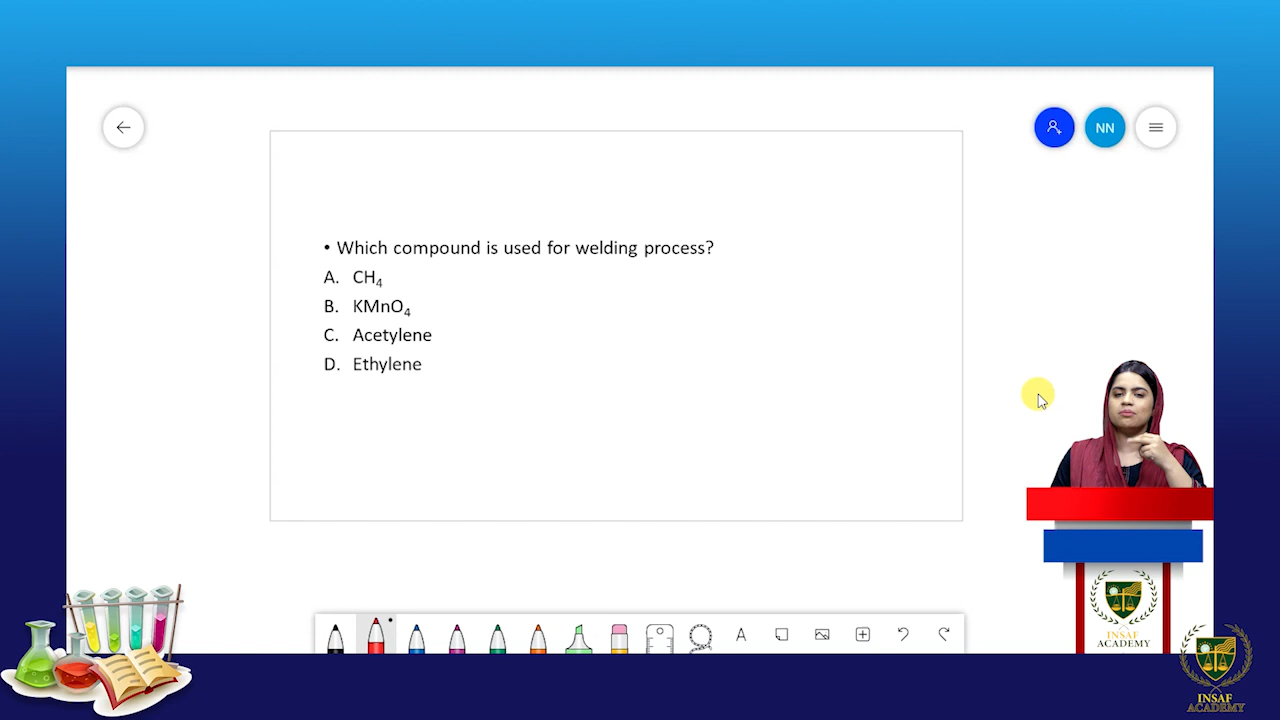 NN
• Which compound is used for welding process?
A. CH₄
B. KMnO₄
C. Acetylene
D. Ethylene
A
INSAF
ACADEMY
INSAF
ACADEMY